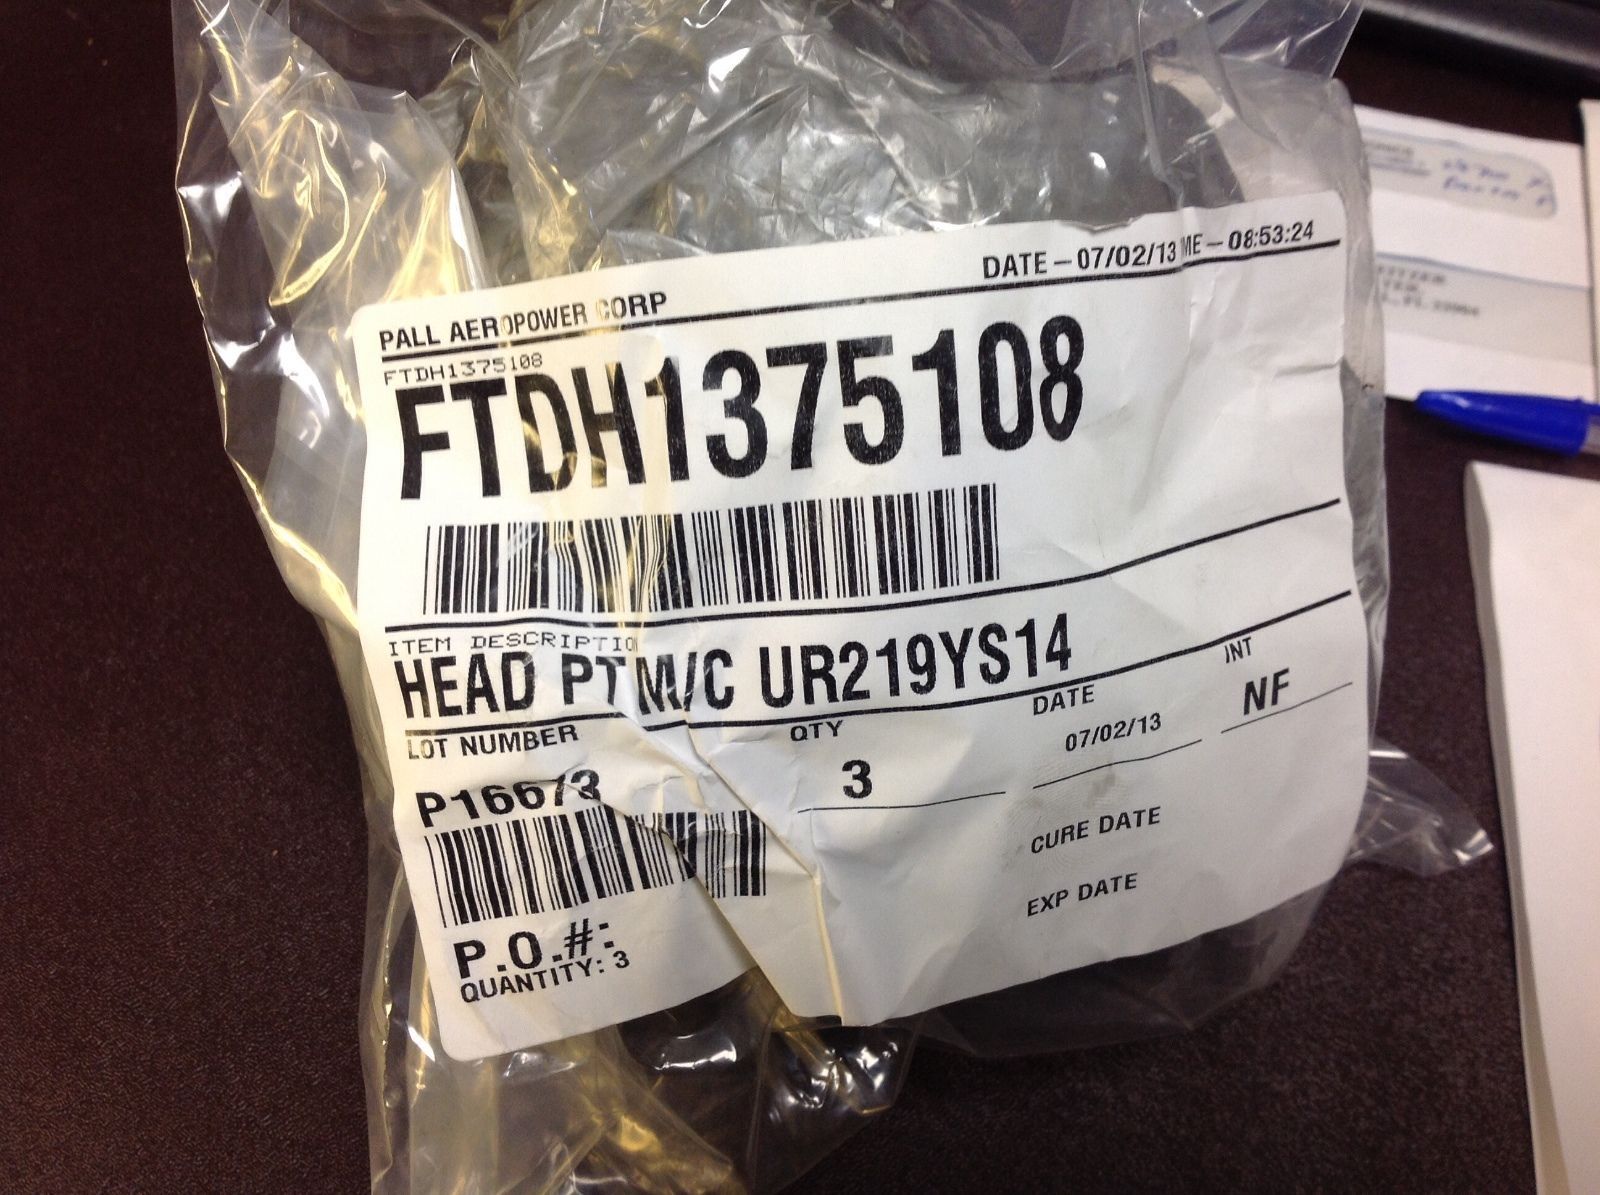 DATE – 07/02/13 ME – 08:53:24
PALL AEROPOWER CORP
FTDH1375108
FTDH1375108
ITEM DESCRIPTION
HEAD PT M/C UR219YS14
LOT NUMBER
QTY
DATE
INT
P16673
3
07/02/13
NF
CURE DATE
EXP DATE
P.O.#:
QUANTITY: 3